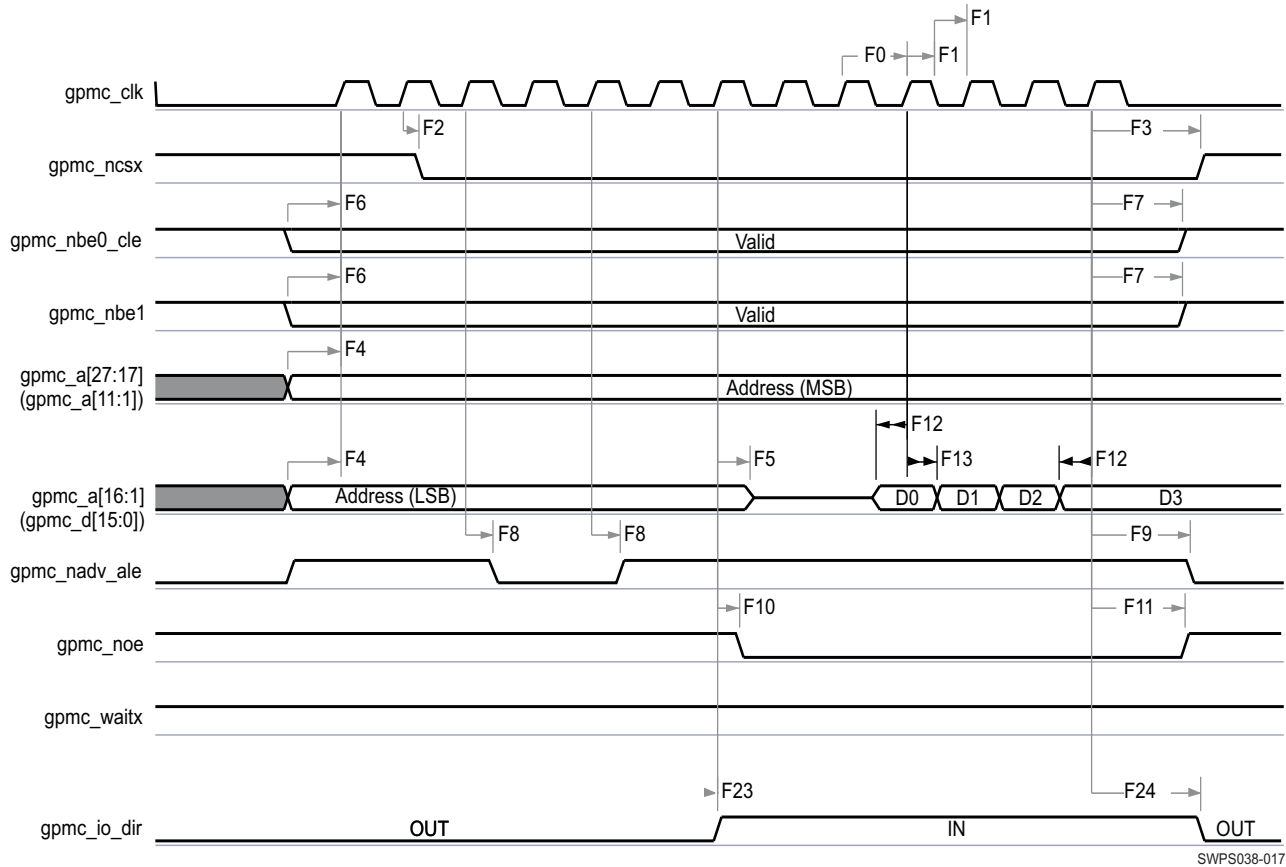 F1
F0 F1
gpmc_clk
F2 F3
gpmc_ncsx
F6 F7
gpmc_nbe0_cle Valid
F6 F7
gpmc_nbe1 Valid
F4
gpmc_a[27:17]
(gpmc_a[11:1])
Address (MSB)
F12
F4 F5 F13 F12
gpmc_a[16:1]
(gpmc_d[15:0])
Address (LSB) D0 D1 D2 D3
F8 F8 F9
gpmc_nadv_ale
F10 F11
gpmc_noe
gpmc_waitx
F23 F24
gpmc_io_dir OUT IN OUT
SWPS038-017